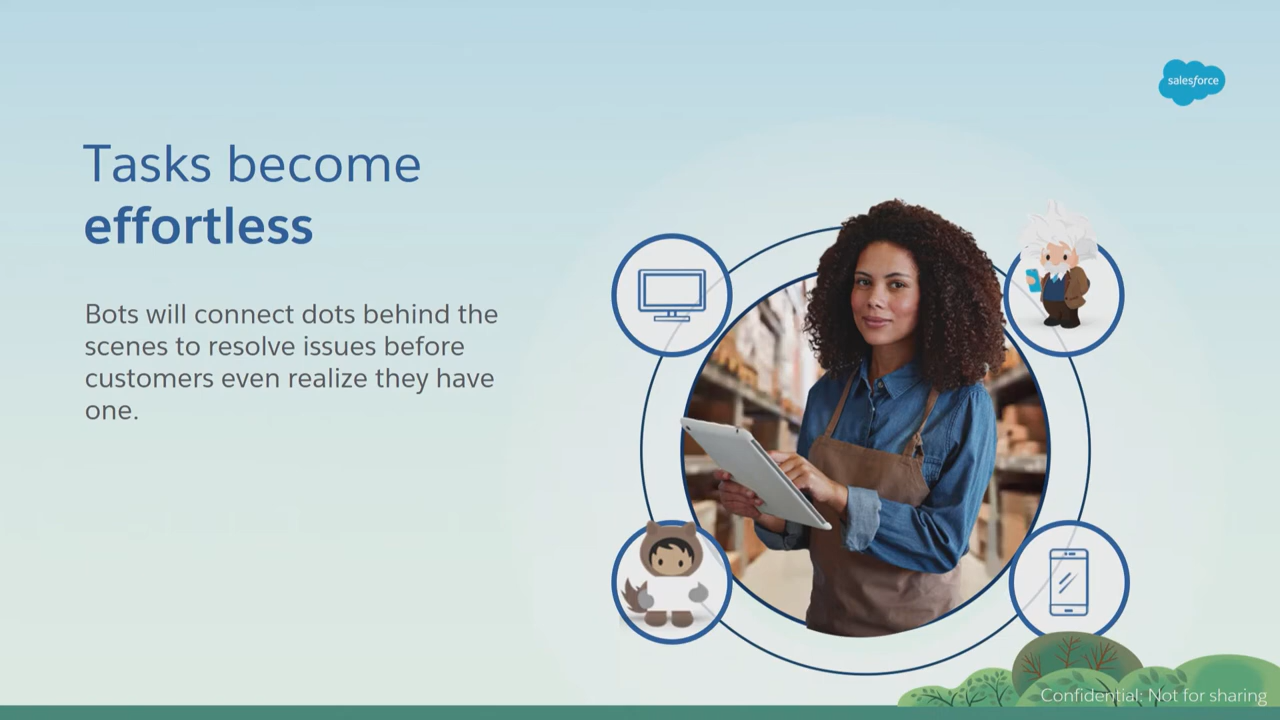 salesforce
Tasks become
effortless
Bots will connect dots behind the
scenes to resolve issues before
customers even realize they have
one.
Confidential: Not for sharing